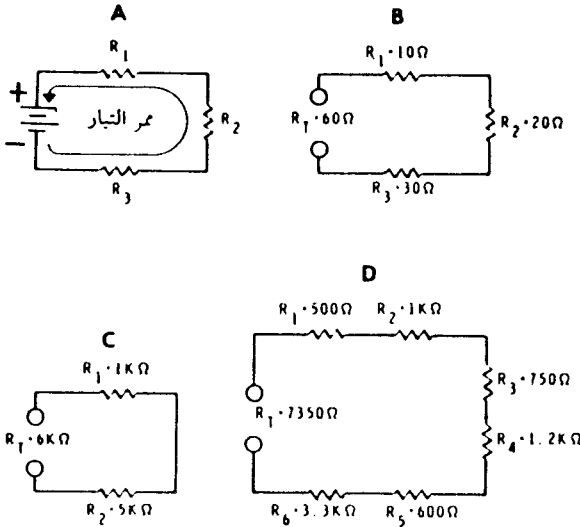 A
R1
+
ممر التيار
R2
−
R3
B
R1=10Ω
RT=60Ω
R2=20Ω
R3=30Ω
C
R1=1KΩ
RT=6KΩ
R2=5KΩ
D
R1=500Ω R2=1KΩ
R3=750Ω
RT=7350Ω
R4=1.2KΩ
R6=3.3KΩ R5=600Ω